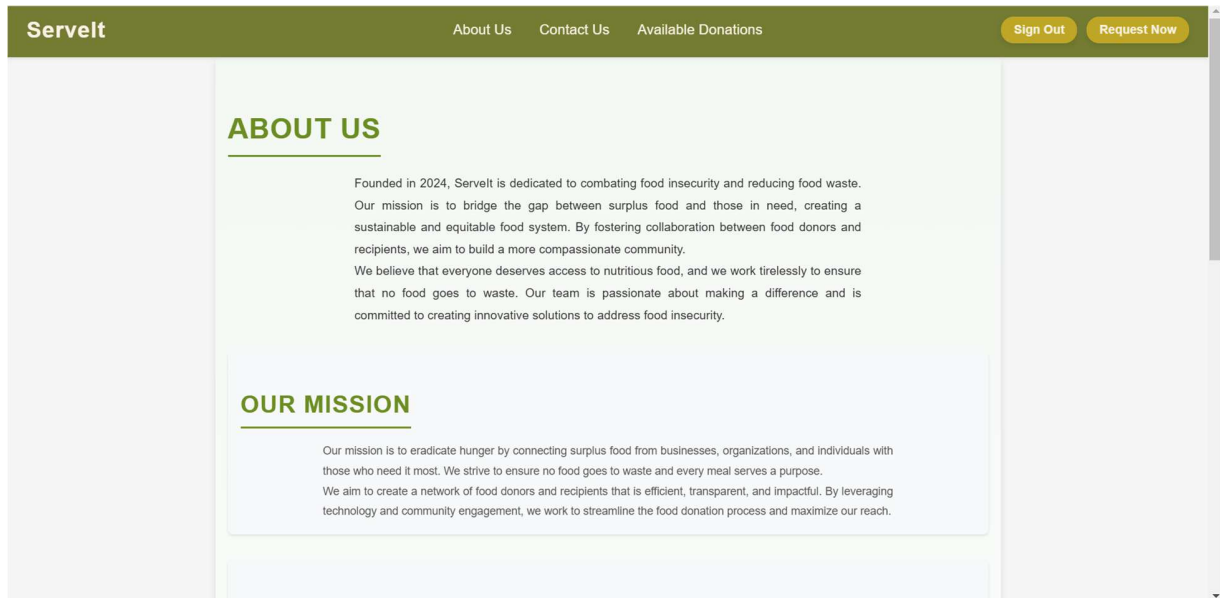 ServeIt
About Us
Contact Us
Available Donations
Sign Out
Request Now
ABOUT US
Founded in 2024, ServeIt is dedicated to combating food insecurity and reducing food waste.
Our mission is to bridge the gap between surplus food and those in need, creating a
sustainable and equitable food system. By fostering collaboration between food donors and
recipients, we aim to build a more compassionate community.
We believe that everyone deserves access to nutritious food, and we work tirelessly to ensure
that no food goes to waste. Our team is passionate about making a difference and is
committed to creating innovative solutions to address food insecurity.
OUR MISSION
Our mission is to eradicate hunger by connecting surplus food from businesses, organizations, and individuals with
those who need it most. We strive to ensure no food goes to waste and every meal serves a purpose.
We aim to create a network of food donors and recipients that is efficient, transparent, and impactful. By leveraging
technology and community engagement, we work to streamline the food donation process and maximize our reach.